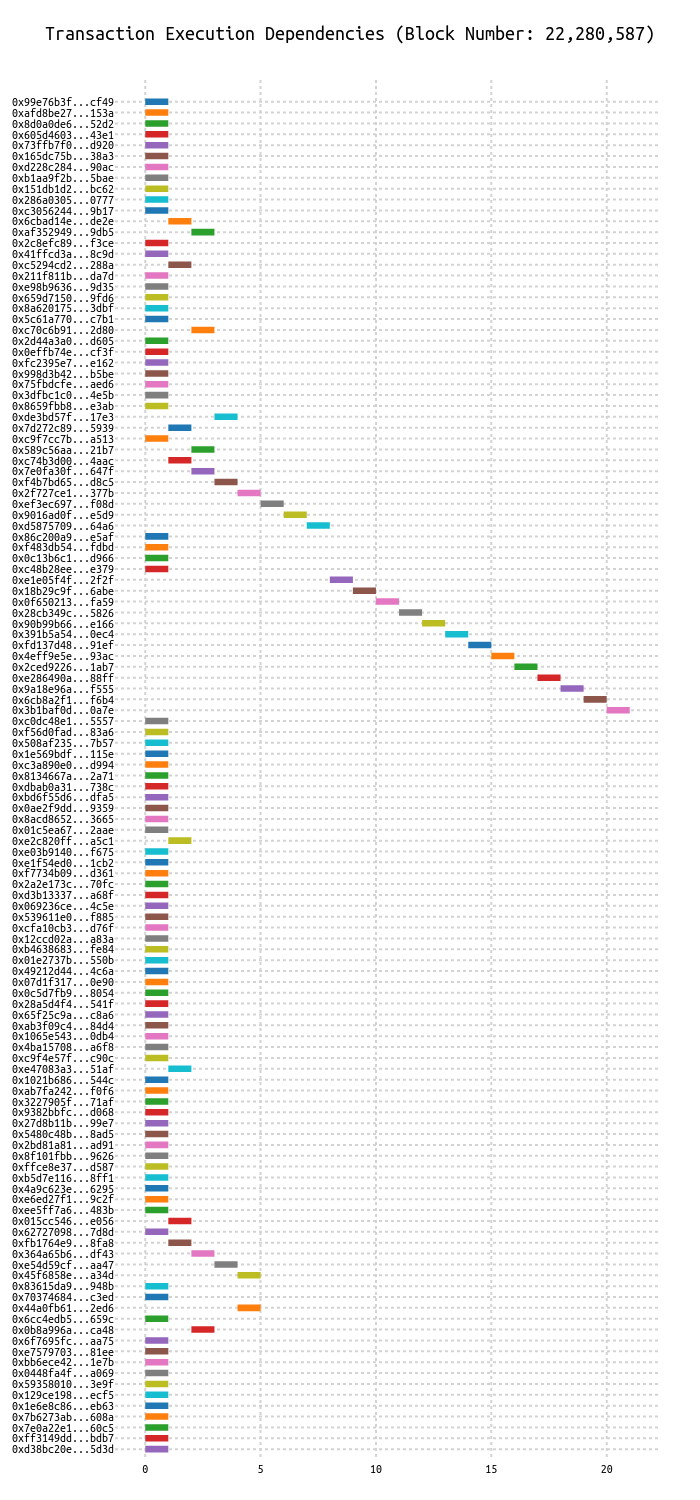 Transaction Execution Dependencies (Block Number: 22,280,587)
0x99e76b3f...cf49
0xafd8be27...153a
0x8d0a0de6...52d2
0x605d4603...43e1
0x73ffb7f0...d920
0x165dc75b...38a3
0xd228c284...90ac
0xb1aa9f2b...5bae
0x151db1d2...bc62
0x286a0305...0777
0xc3056244...9b17
0x6cbad14e...de2e
0xaf352949...9db5
0x2c8efc89...f3ce
0x41ffcd3a...8c9d
0xc5294cd2...288a
0x211f811b...da7d
0xe98b9636...9d35
0x659d7150...9fd6
0x8a620175...3dbf
0x5c61a770...c7b1
0xc70c6b91...2d80
0x2d44a3a0...d605
0x0effb74e...cf3f
0xfc2395e7...e162
0x998d3b42...b5be
0x75fbdcfe...aed6
0x3dfbc1c0...4e5b
0x8659fbb8...e3ab
0xde3bd57f...17e3
0x7d272c89...5939
0xc9f7cc7b...a513
0x589c56aa...21b7
0xc74b3d00...4aac
0x7e0fa30f...647f
0xf4b7bd65...d8c5
0x2f727ce1...377b
0xef3ec697...f08d
0x9016ad0f...e5d9
0xd5875709...64a6
0x86c200a9...e5af
0xf483db54...fdbd
0x0c13b6c1...d966
0xc48b28ee...e379
0xe1e05f4f...2f2f
0x18b29c9f...6abe
0x0f650213...fa59
0x28cb349c...5826
0x90b99b66...e166
0x391b5a54...0ec4
0xfd137d48...91ef
0x4eff9e5e...93ac
0x2ced9226...1ab7
0xe286490a...88ff
0x9a18e96a...f555
0x6cb8a2f1...f6b4
0x3b1baf0d...0a7e
0xc0dc48e1...5557
0xf56d0fad...83a6
0x508af235...7b57
0x1e569bdf...115e
0xc3a890e0...d994
0x8134667a...2a71
0xdbab0a31...738c
0xbd6f55d6...dfa5
0x0ae2f9dd...9359
0x8acd8652...3665
0x01c5ea67...2aae
0xe2c820ff...a5c1
0xe03b9140...f675
0xe1f54ed0...1cb2
0xf7734b09...d361
0x2a2e173c...70fc
0xd3b13337...a68f
0x069236ce...4c5e
0x539611e0...f885
0xcfa10cb3...d76f
0x12ccd02a...a83a
0xb4638683...fe84
0x01e2737b...550b
0x49212d44...4c6a
0x07d1f317...0e90
0x0c5d7fb9...8054
0x28a5d4f4...541f
0x65f25c9a...c8a6
0xab3f09c4...84d4
0x1065e543...0db4
0x4ba15708...a6f8
0xc9f4e57f...c90c
0xe47083a3...51af
0x1021b686...544c
0xab7fa242...f0f6
0x3227905f...71af
0x9382bbfc...d068
0x27d8b11b...99e7
0x5480c48b...8ad5
0x2bd81a81...ad91
0x8f101fbb...9626
0xffce8e37...d587
0xb5d7e116...8ff1
0x4a9c623e...6295
0xe6ed27f1...9c2f
0xee5ff7a6...483b
0x015cc546...e056
0x62727098...7d8d
0xfb1764e9...8fa8
0x364a65b6...df43
0xe54d59cf...aa47
0x45f6858e...a34d
0x83615da9...948b
0x70374684...c3ed
0x44a0fb61...2ed6
0x6cc4edb5...659c
0x0b8a996a...ca48
0x6f7695fc...aa75
0xe7579703...81ee
0xbb6ece42...1e7b
0x0448fa4f...a069
0x59358010...3e9f
0x129ce198...ecf5
0x1e6e8c86...eb63
0x7b6273ab...608a
0x7e0a22e1...60c5
0xff3149dd...bdb7
0xd38bc20e...5d3d
0 5 10 15 20